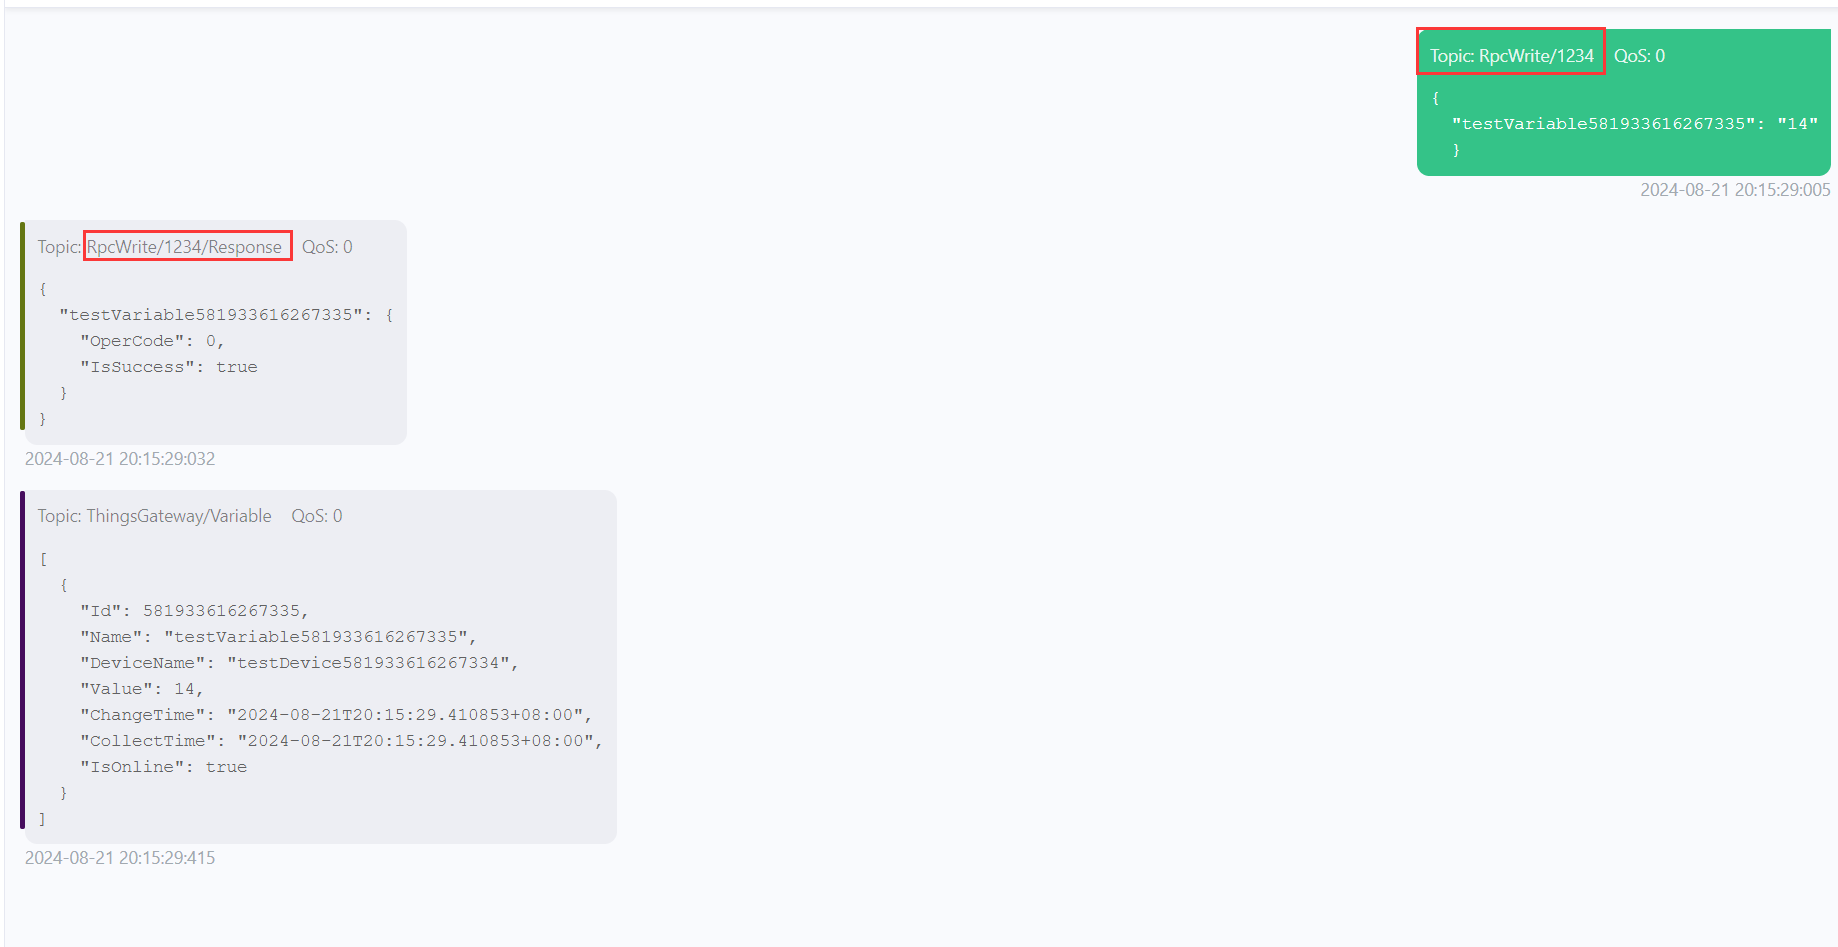 Topic: RpcWrite/1234 QoS: 0
{
"testVariable581933616267335": "14"
}
2024-08-21 20:15:29:005
Topic: RpcWrite/1234/Response QoS: 0
{
"testVariable581933616267335": {
"OperCode": 0,
"IsSuccess": true
}
}
2024-08-21 20:15:29:032
Topic: ThingsGateway/Variable QoS: 0
[
{
"Id": 581933616267335,
"Name": "testVariable581933616267335",
"DeviceName": "testDevice581933616267334",
"Value": 14,
"ChangeTime": "2024-08-21T20:15:29.410853+08:00",
"CollectTime": "2024-08-21T20:15:29.410853+08:00",
"IsOnline": true
}
]
2024-08-21 20:15:29:415